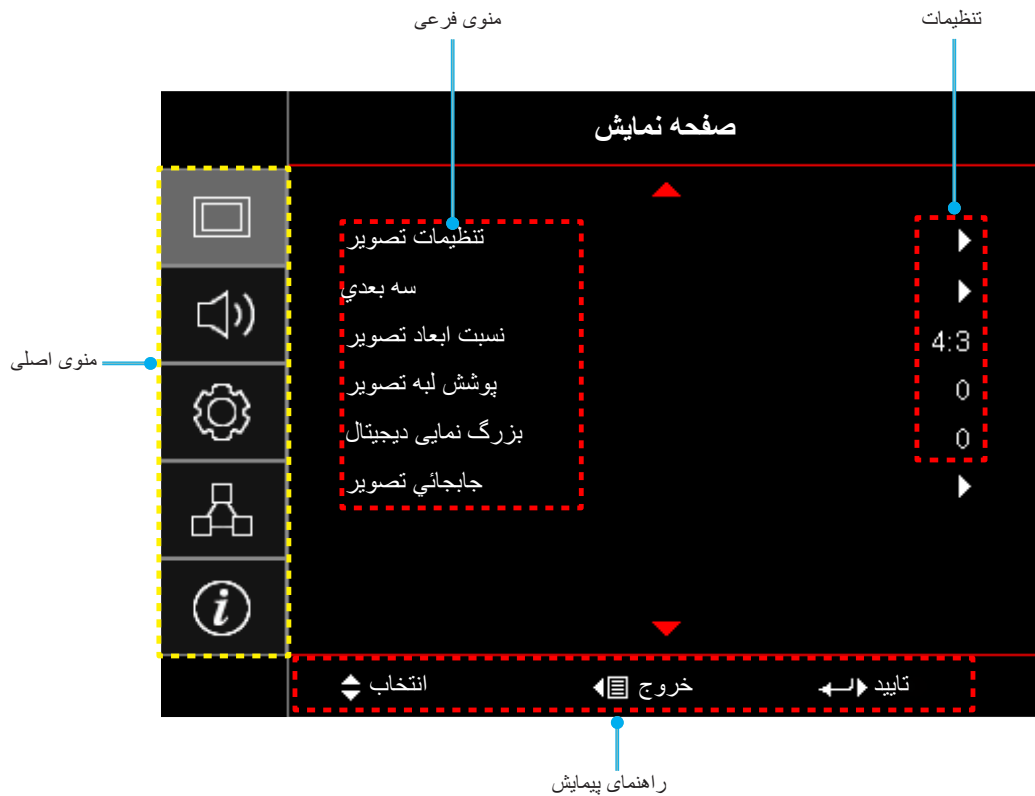 منوی فرعی
تنظیمات
صفحه نمایش
تنظیمات تصویر
سه بعدي
نسبت ابعاد تصویر
4:3
پوشش لبه تصویر
0
بزرگ نمایی دیجیتال
0
جابجائي تصویر
منوی اصلی
انتخاب
خروج
تایید
راهنمای پیمایش